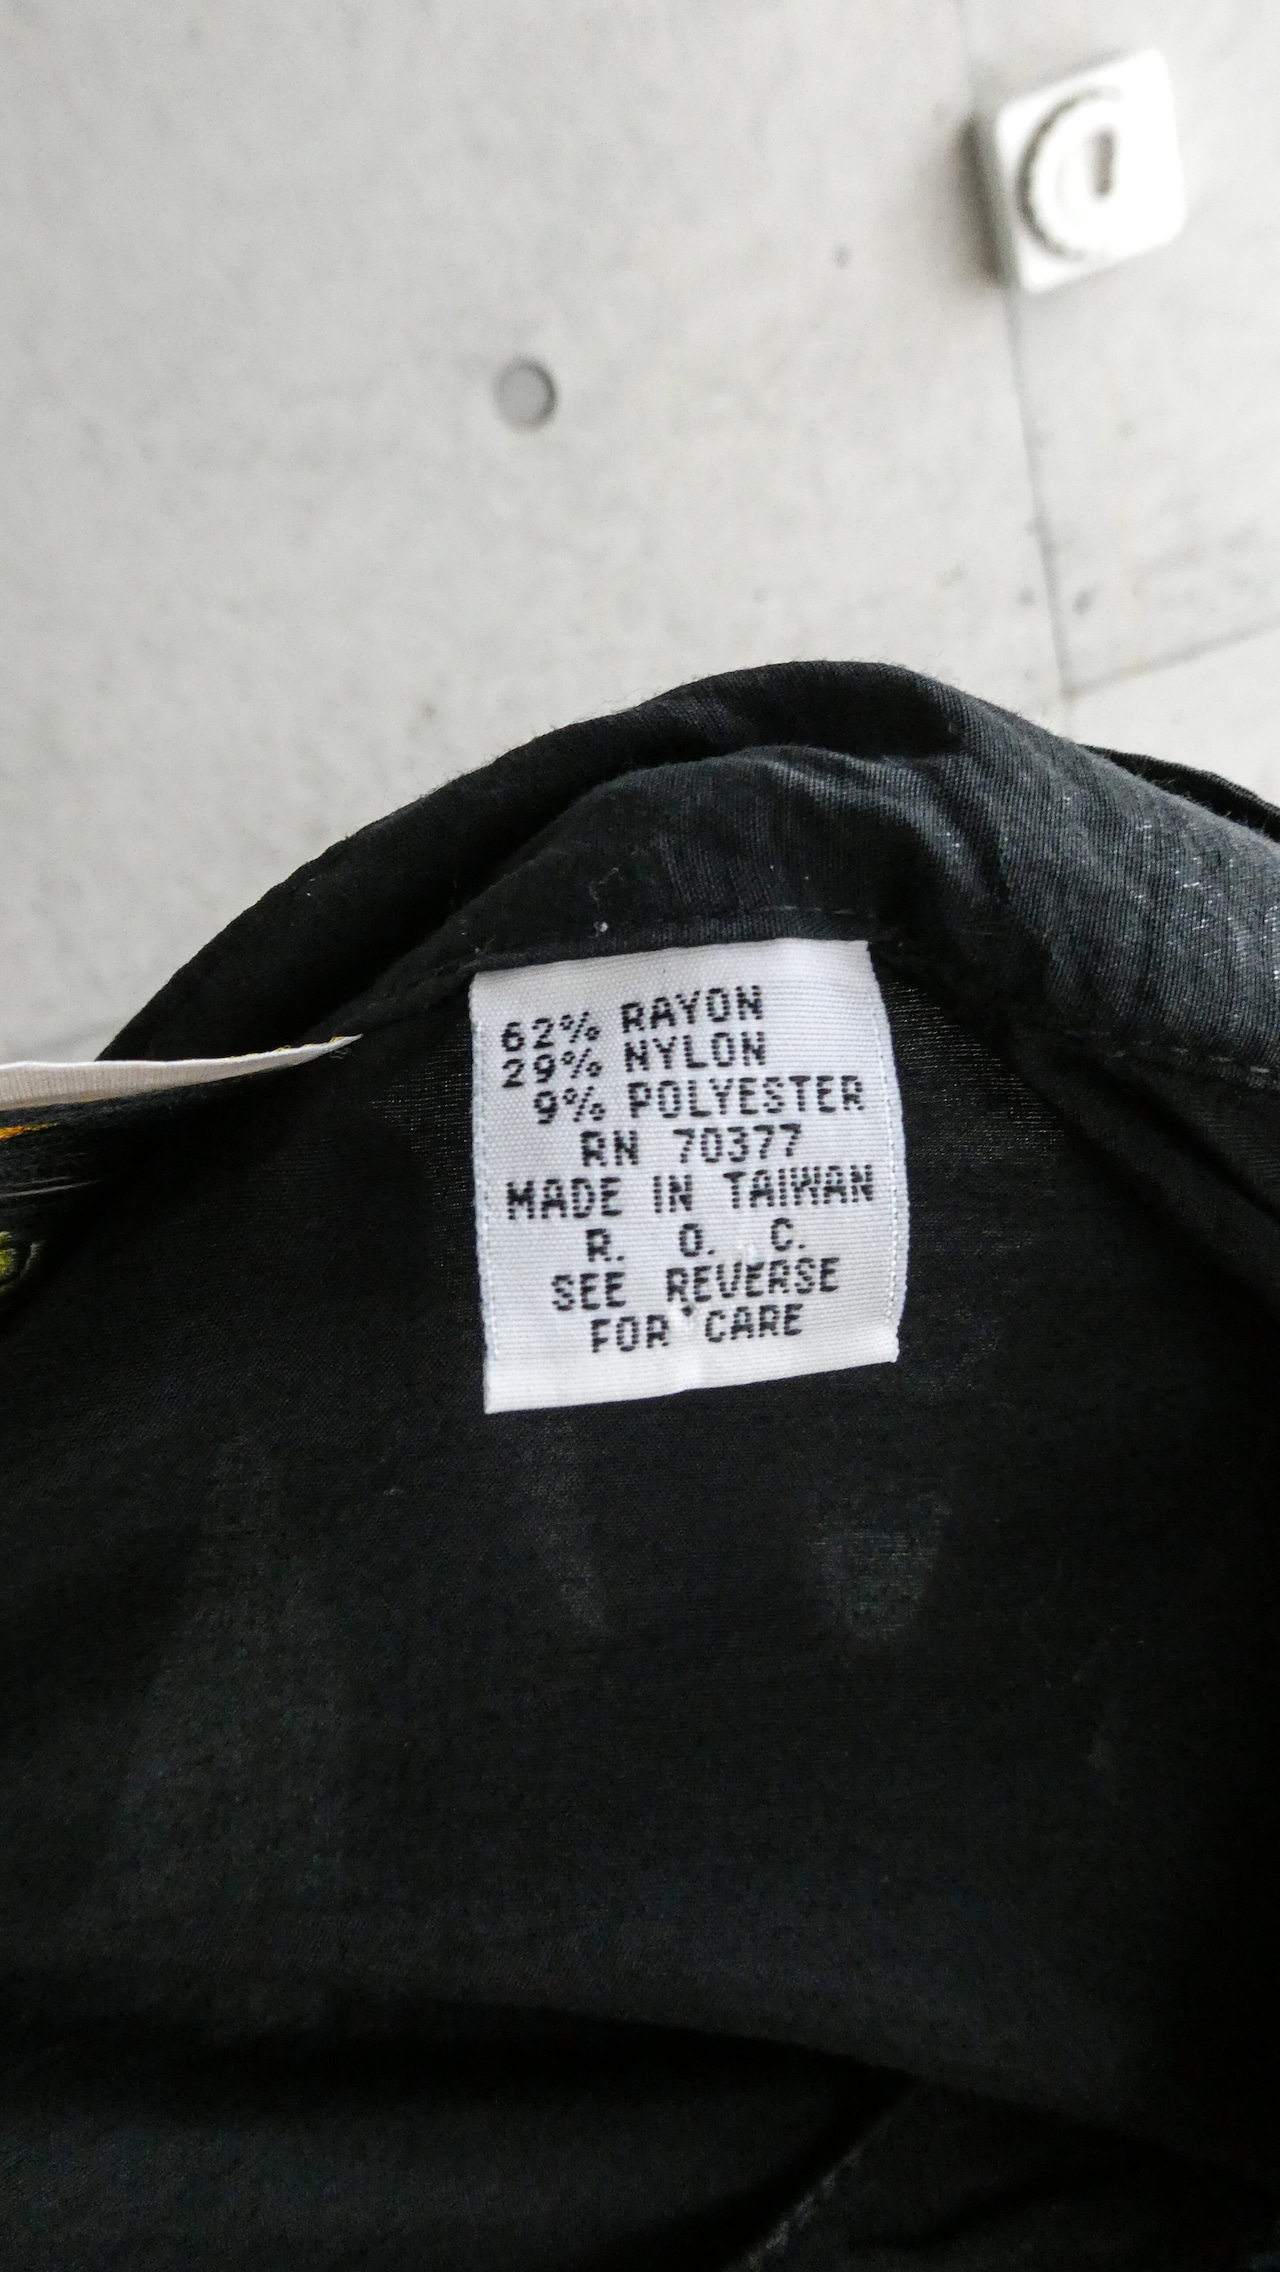 62% RAYON
29% NYLON
9% POLYESTER
RN 70377
MADE IN TAIWAN
R. O. C.
SEE REVERSE
FOR CARE